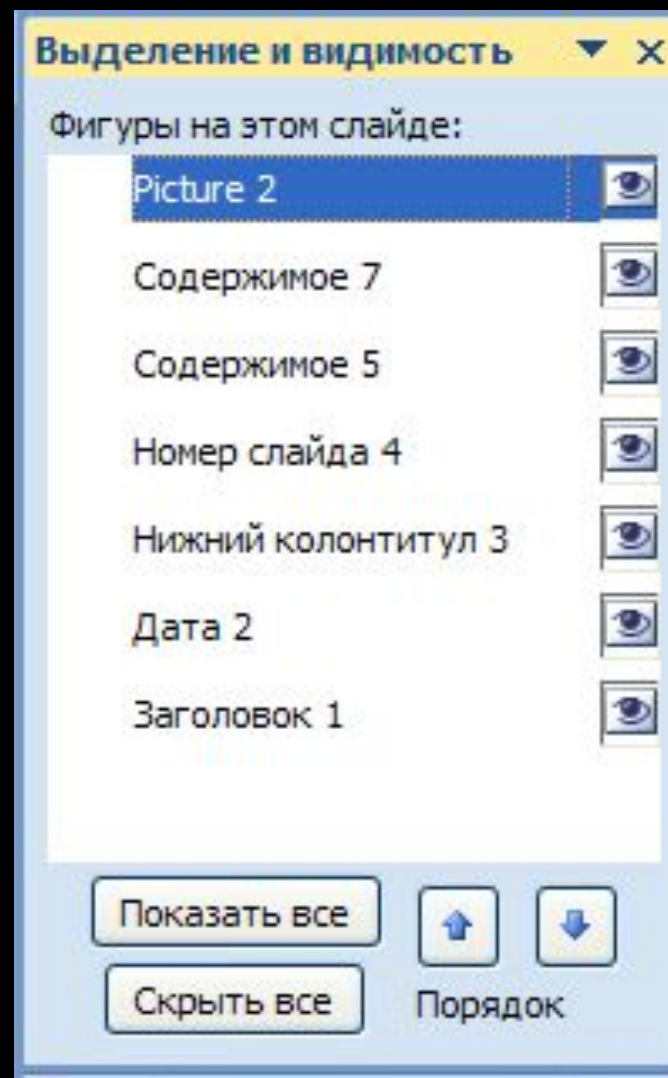 Выделение и видимость
Фигуры на этом слайде:
Picture 2
Содержимое 7
Содержимое 5
Номер слайда 4
Нижний колонтитул 3
Дата 2
Заголовок 1
Показать все
Скрыть все
Порядок